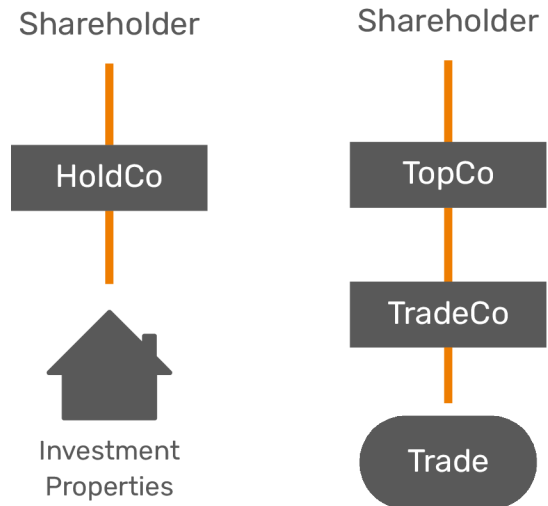 Shareholder
HoldCo
Investment
Properties
Shareholder
TopCo
TradeCo
Trade